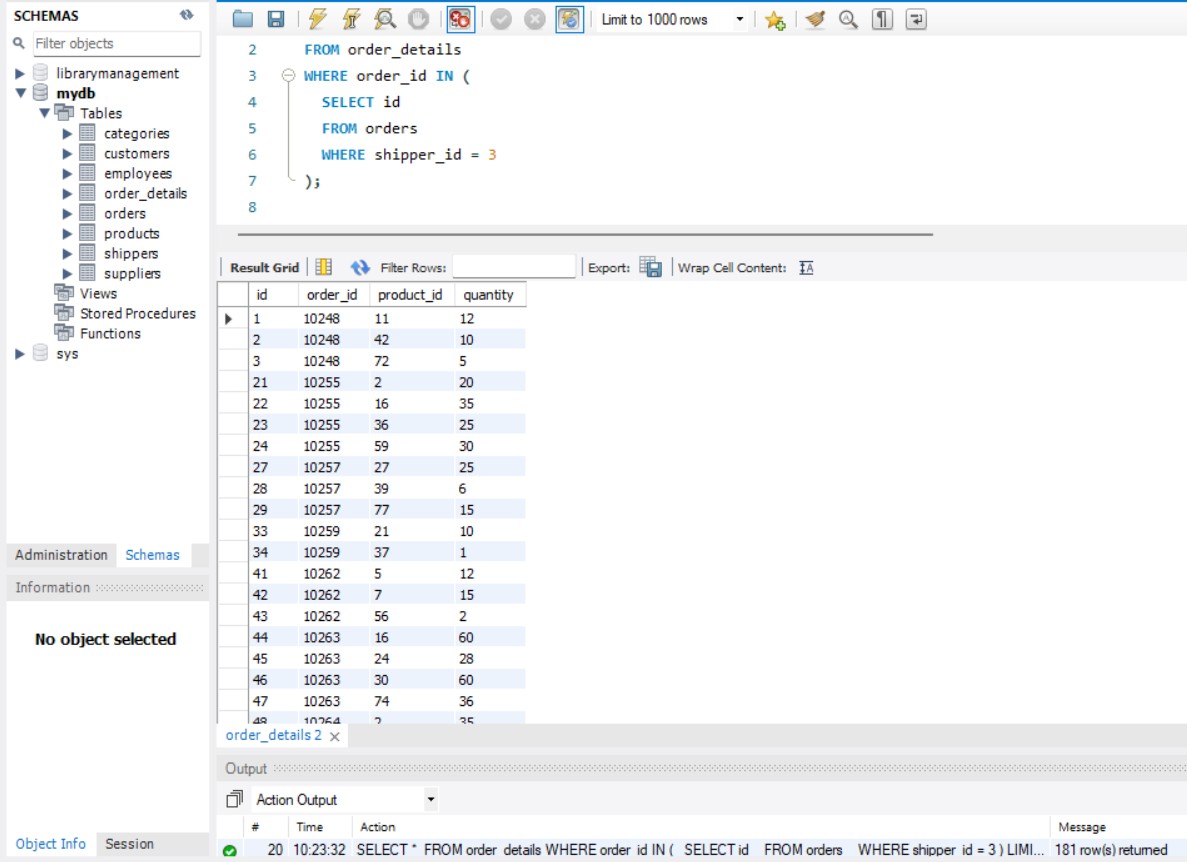 SCHEMAS
Filter objects
librarymanagement
mydb
Tables
categories
customers
employees
order_details
orders
products
shippers
suppliers
Views
Stored Procedures
Functions
sys
Administration Schemas
Information
No object selected
Object Info Session
Limit to 1000 rows
2 FROM order_details
3 WHERE order_id IN (
4 SELECT id
5 FROM orders
6 WHERE shipper_id = 3
7 );
8
Result Grid Filter Rows: Export: Wrap Cell Content: IA
id order_id product_id quantity
1 10248 11 12
2 10248 42 10
3 10248 72 5
21 10255 2 20
22 10255 16 35
23 10255 36 25
24 10255 59 30
27 10257 27 25
28 10257 39 6
29 10257 77 15
33 10259 21 10
34 10259 37 1
41 10262 5 12
42 10262 7 15
43 10262 56 2
44 10263 16 60
45 10263 24 28
46 10263 30 60
47 10263 74 36
48 10264 2 35
order_details 2
Output
Action Output
# Time Action Message
20 10:23:32 SELECT * FROM order_details WHERE order_id IN ( SELECT id FROM orders WHERE shipper_id = 3 ) LIMI... 181 row(s) returned